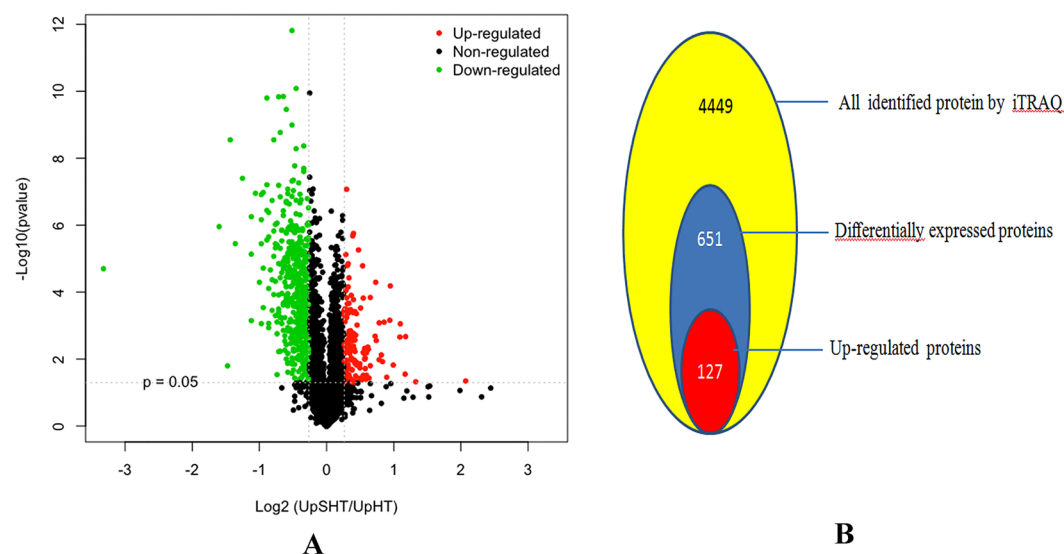 12
10
8
6
4
2
0
-Log10(pvalue)
Up-regulated
Non-regulated
Down-regulated
p = 0.05
-3 -2 -1 0 1 2 3
Log2 (UpSHT/UpHT)
A
4449
All identified protein by iTRAQ
651
Differentially expressed proteins
127
Up-regulated proteins
B